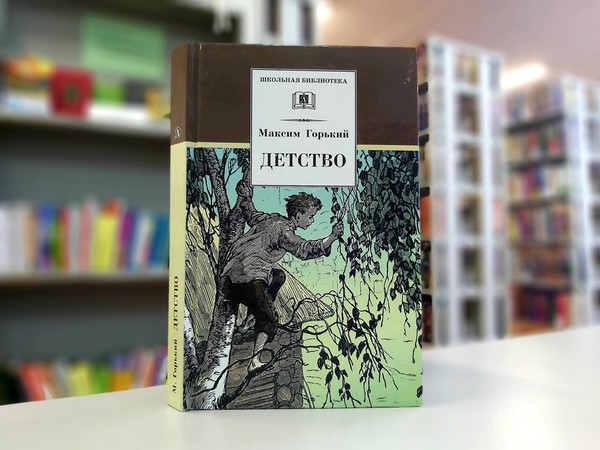 ШКОЛЬНАЯ БИБЛИОТЕКА
Максим Горький
ДЕТСТВО
М. Горький ДЕТСТВО